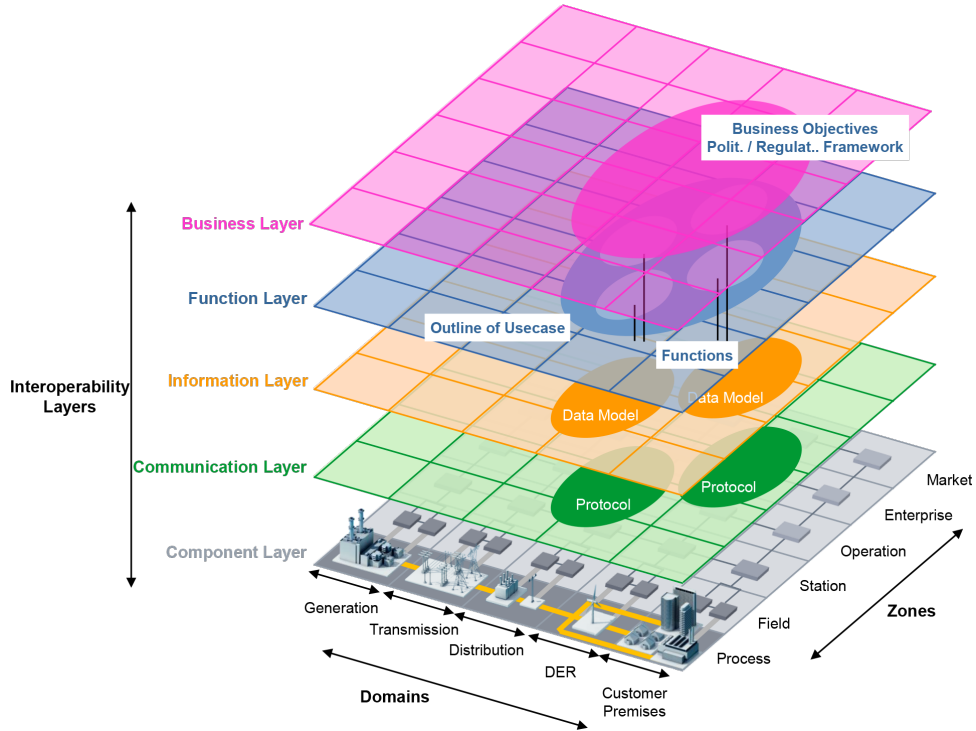 Business Objectives
Polit. / Regulat.. Framework
Business Layer
Function Layer
Outline of Usecase
Functions
Information Layer
Interoperability
Layers
Data Model
Data Model
Communication Layer
Protocol
Protocol
Component Layer
Market
Enterprise
Operation
Station
Field
Process
Zones
Generation
Transmission
Distribution
DER
Customer
Premises
Domains